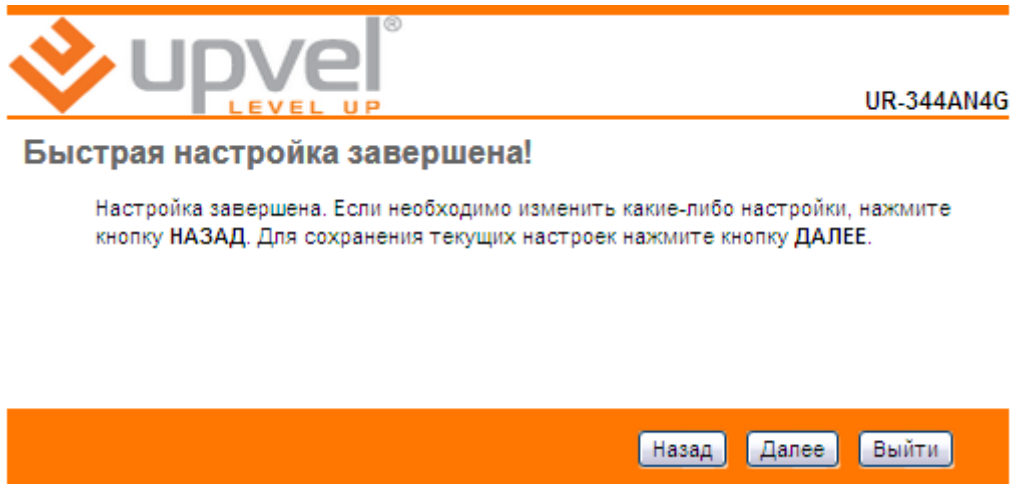 upvel®
LEVEL UP
UR-344AN4G
Быстрая настройка завершена!
Настройка завершена. Если необходимо изменить какие-либо настройки, нажмите
кнопку НАЗАД. Для сохранения текущих настроек нажмите кнопку ДАЛЕЕ.
Назад Далее Выйти